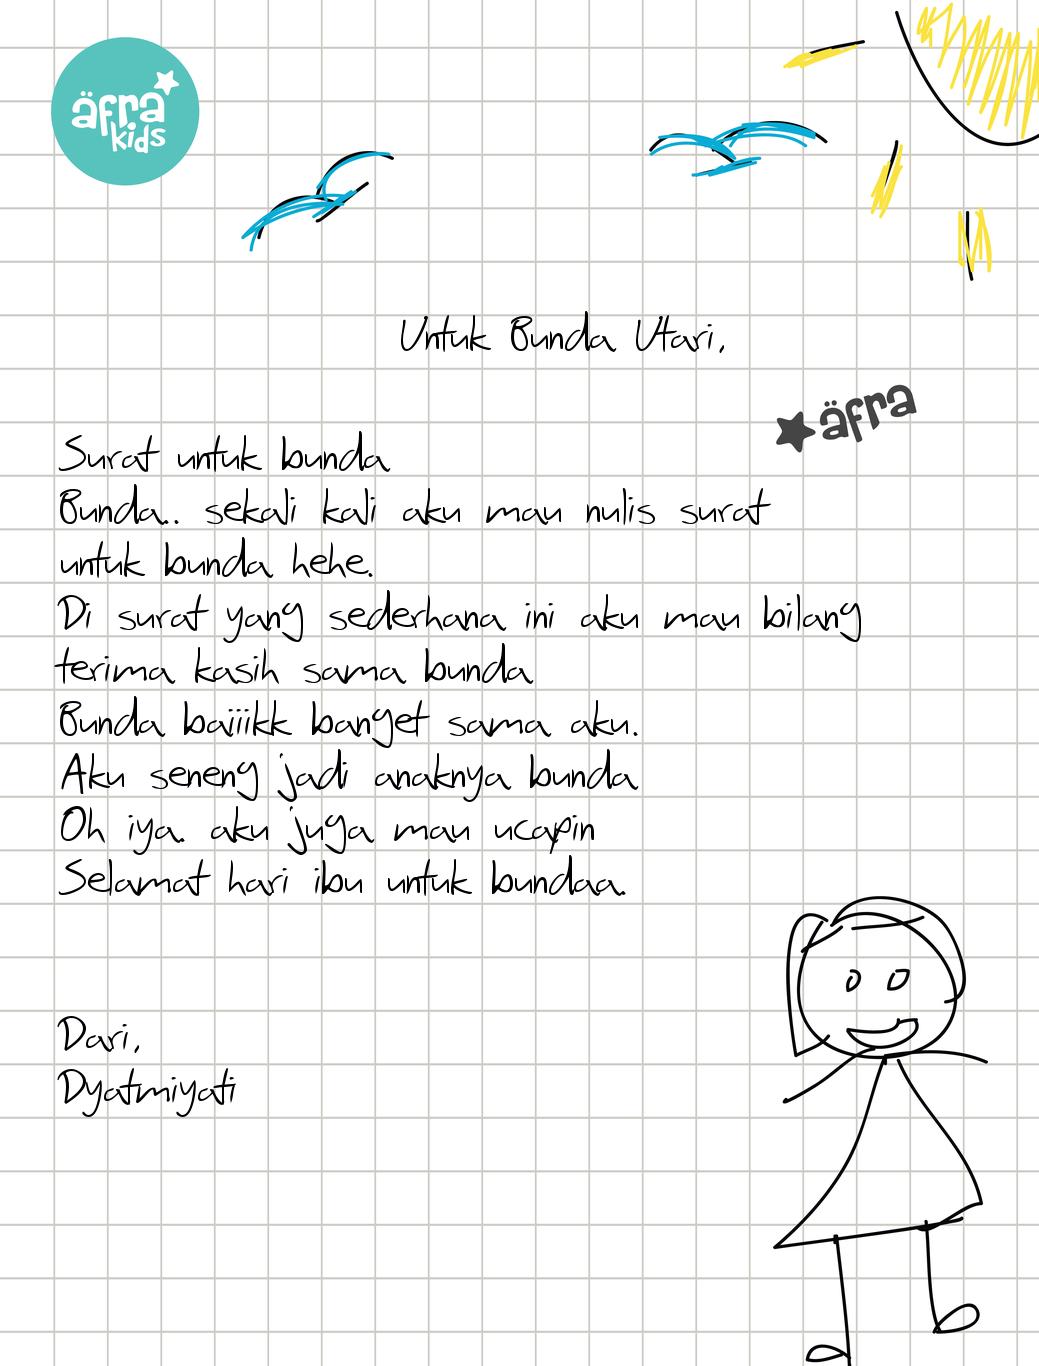 äfra
kids
Untuk Bunda Utari,
äfra
Surat untuk bunda
Bunda.. sekali kali aku mau nulis surat
untuk bunda hehe.
Di surat yang sederhana ini aku mau bilang
terima kasih sama bunda
Bunda baiiikk banget sama aku.
Aku seneng jadi anaknya bunda
Oh iya. aku juga mau ucapin
Selamat hari ibu untuk bundaa.
Dari,
Dyatmiyati